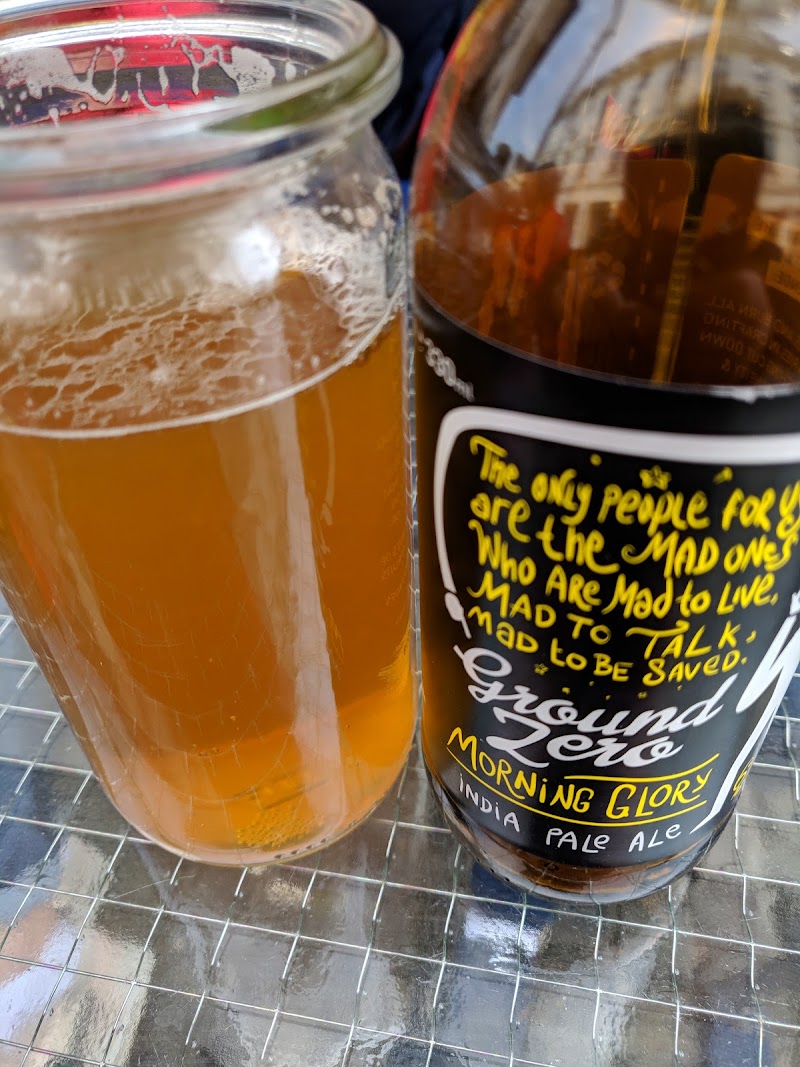 330ml
The only people for
are the MAD ones
Who ARE Mad to Live,
MAD TO TALK,
mad to BE SAVED.
Ground
Zero
MORNING GLORY
INDIA PALE ALE